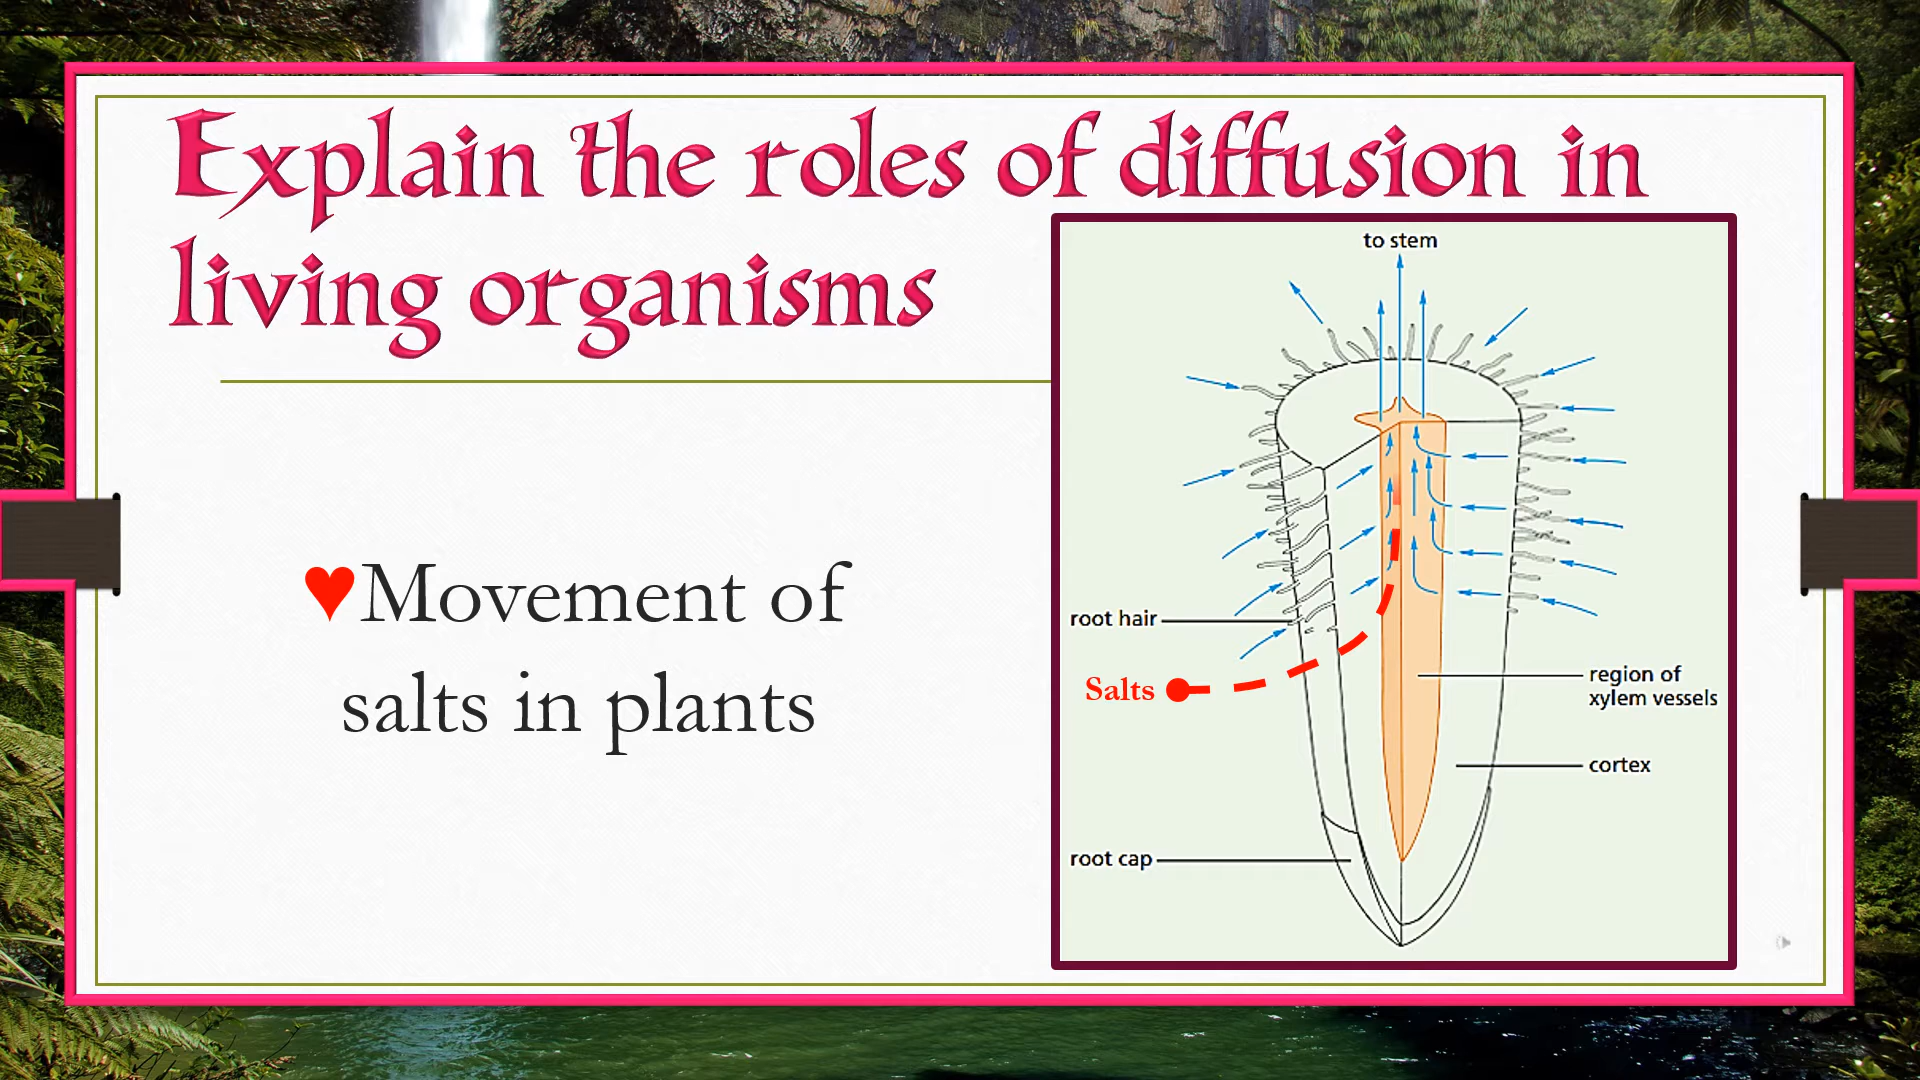 Explain the roles of diffusion in
living organisms
♥Movement of
salts in plants
to stem
root hair
Salts
region of
xylem vessels
cortex
root cap